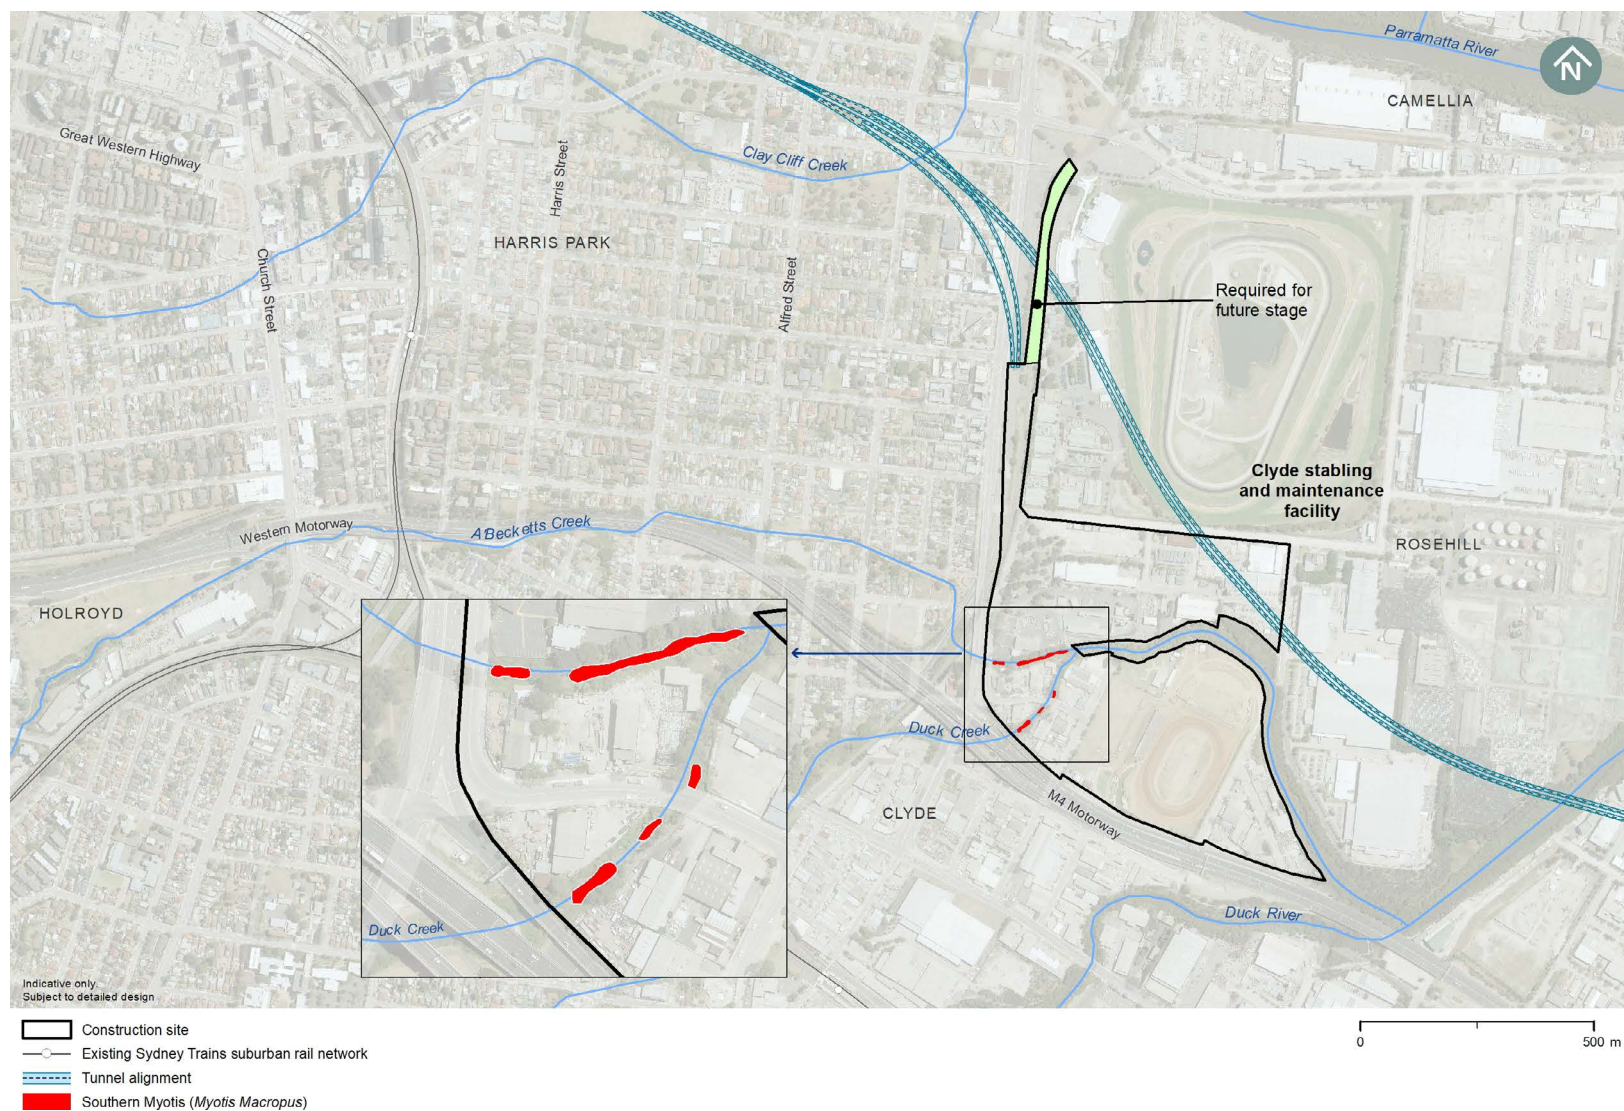 Parramatta River
N
CAMELLIA
Great Western Highway
Clay Cliff Creek
Harris Street
HARRIS PARK
Church Street
Alfred Street
Required for
future stage
Clyde stabling
and maintenance
facility
Western Motorway
A'Becketts Creek
ROSEHILL
HOLROYD
Duck Creek
M4 Motorway
CLYDE
Duck River
Duck Creek
Indicative only.
Subject to detailed design
Construction site
Existing Sydney Trains suburban rail network
Tunnel alignment
Southern Myotis (Myotis Macropus)
0
500 m